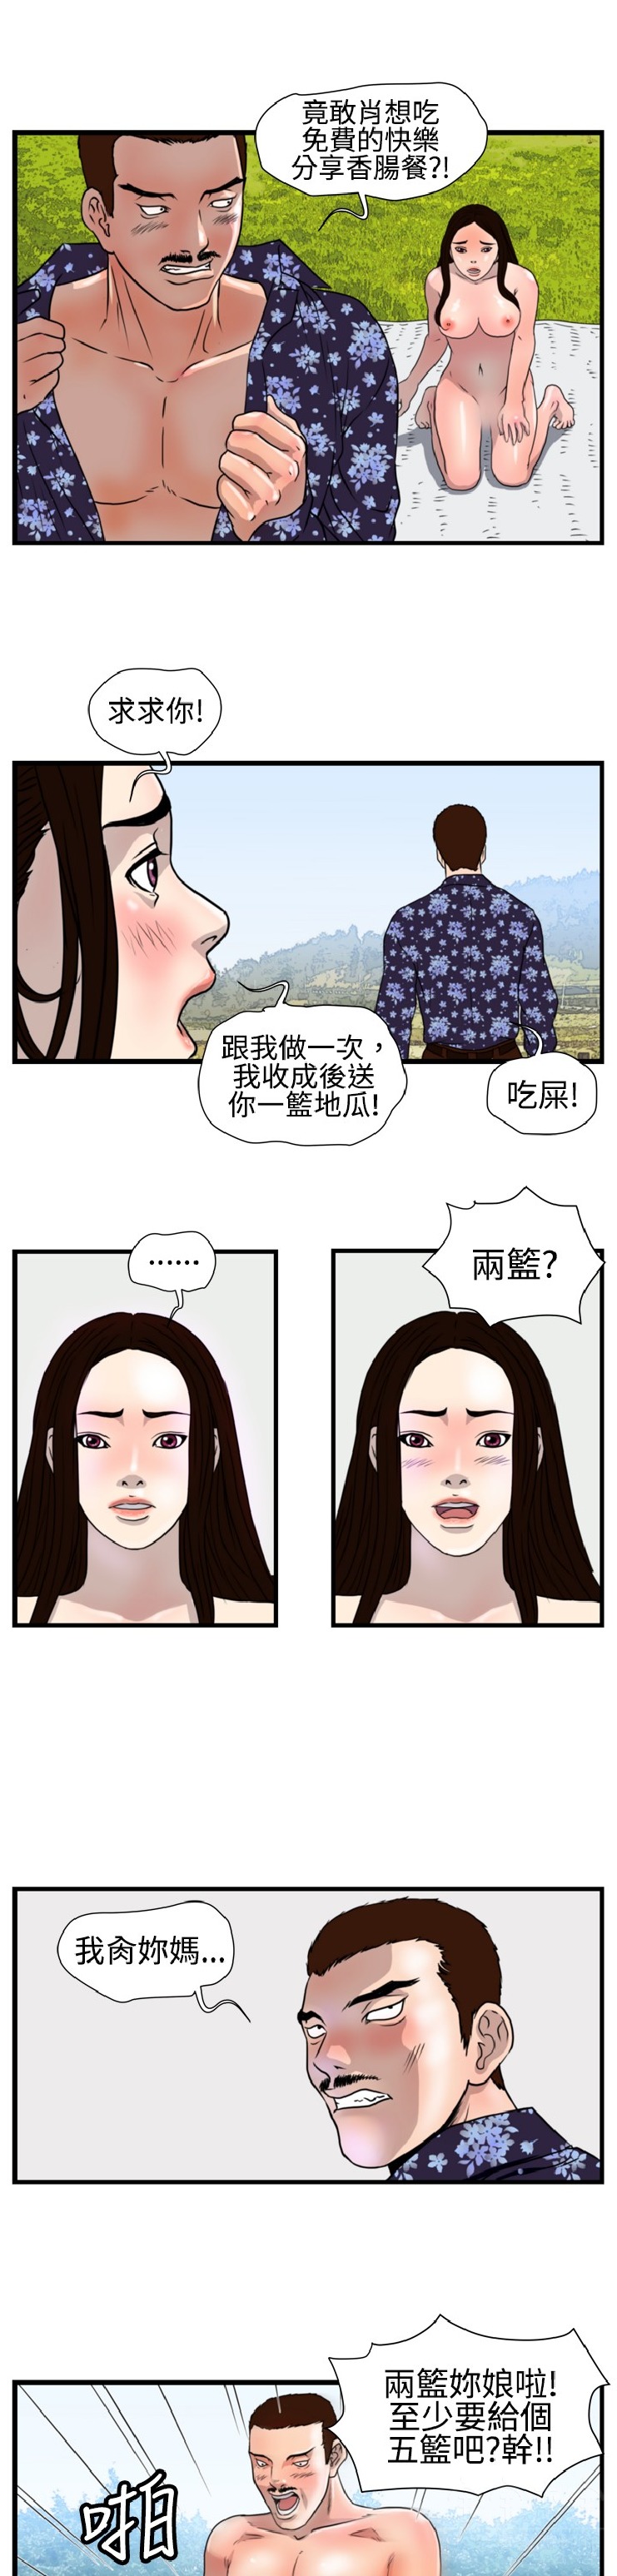 竟敢肖想吃
免費的快樂
分享香腸餐?!
求求你!
跟我做一次，
我收成後送
你一籃地瓜!
吃屎!
……
兩籃?
我肏妳媽...
兩籃妳娘啦!
至少要給個
五籃吧?幹!!
啪